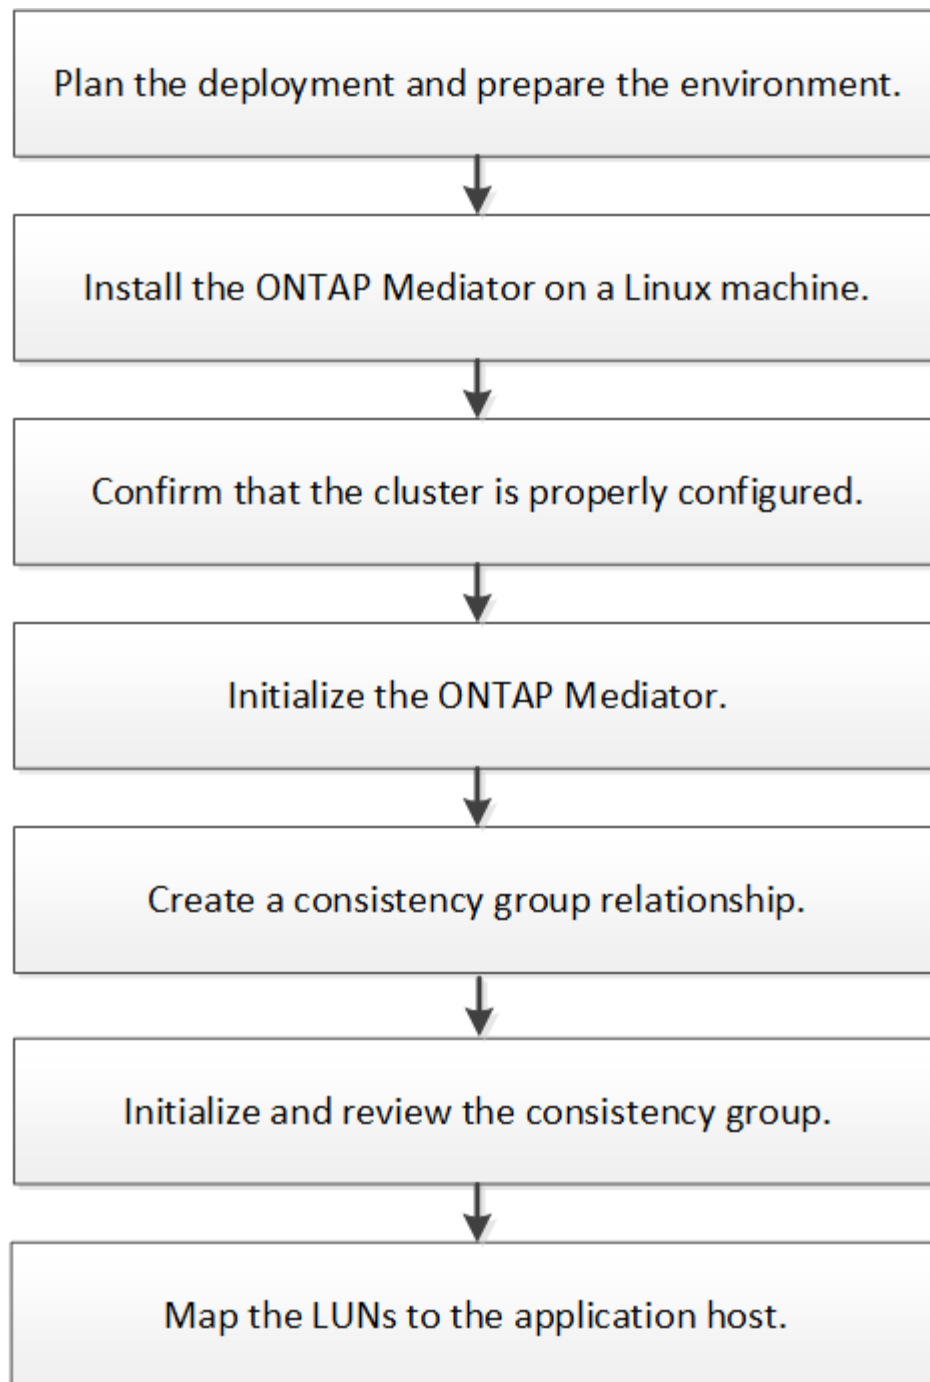 Plan the deployment and prepare the environment.
Install the ONTAP Mediator on a Linux machine.
Confirm that the cluster is properly configured.
Initialize the ONTAP Mediator.
Create a consistency group relationship.
Initialize and review the consistency group.
Map the LUNs to the application host.